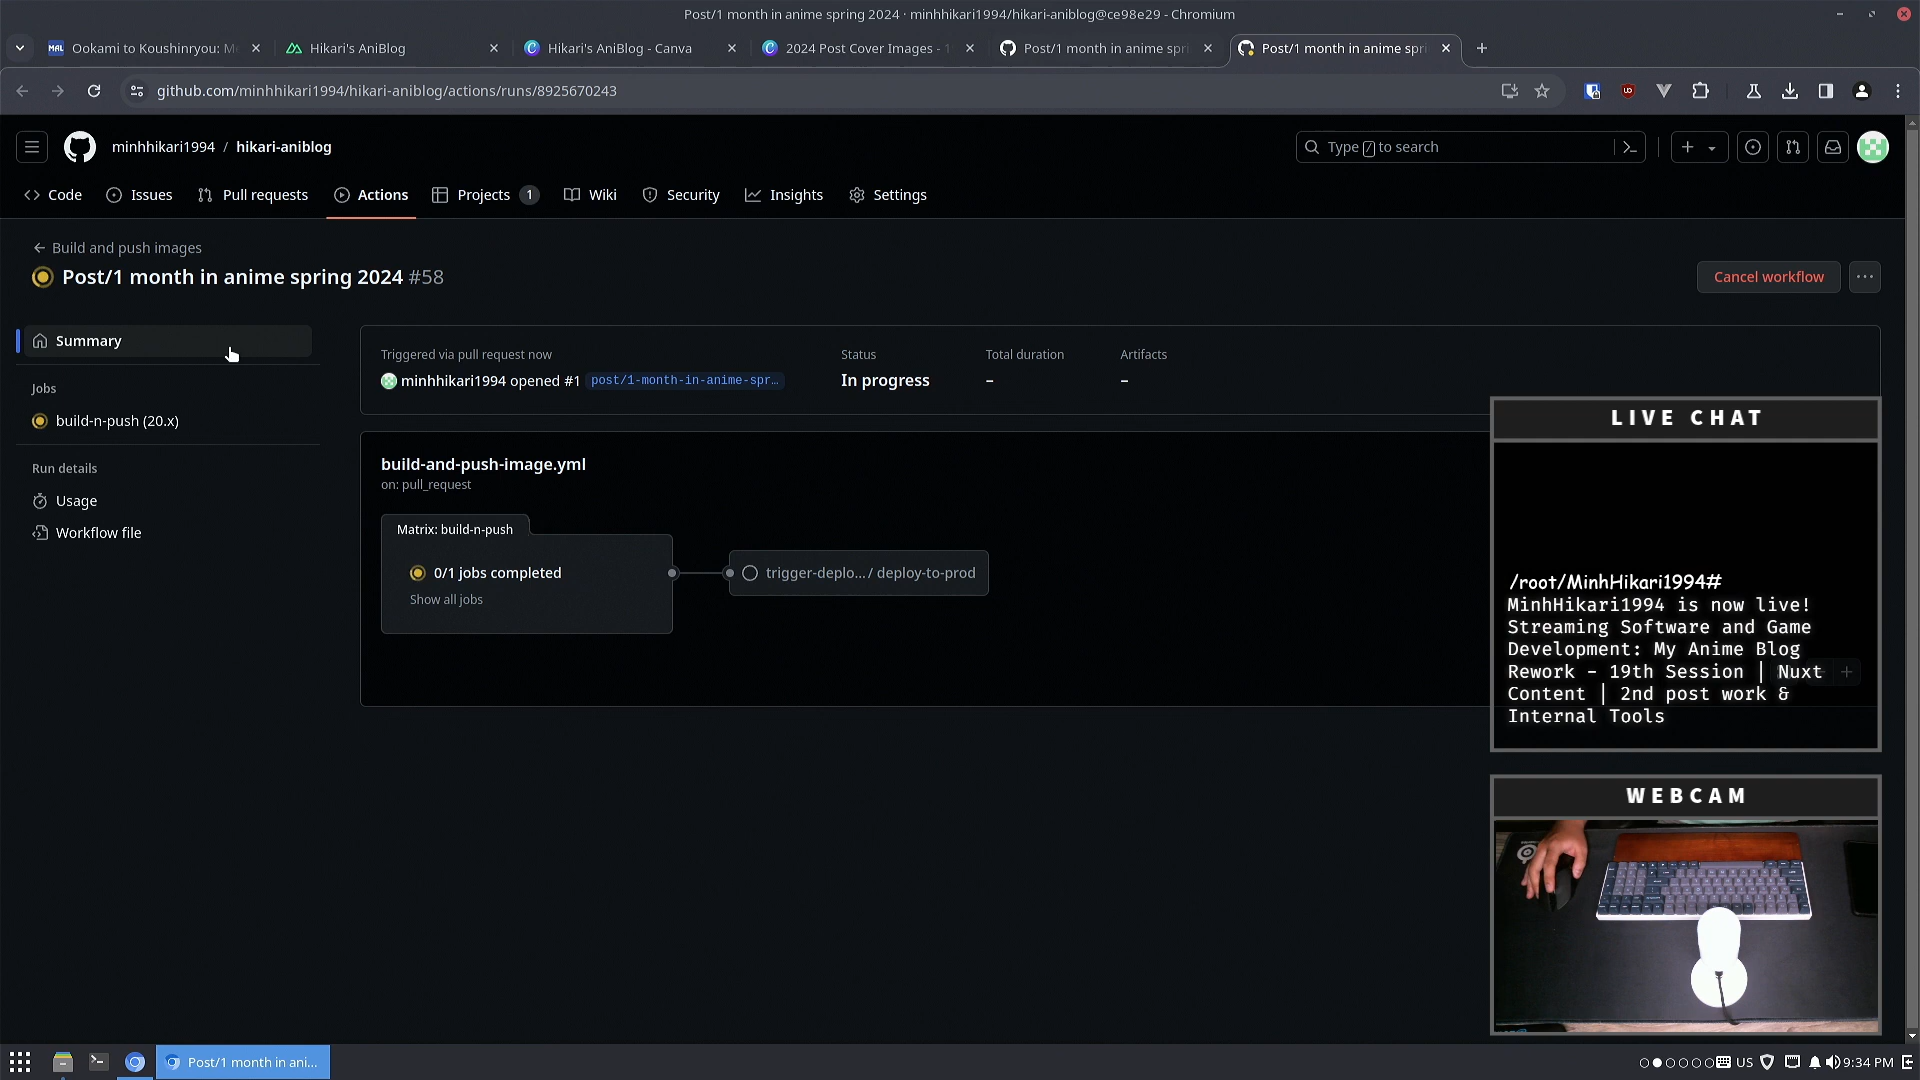 Post/1 month in anime spring 2024 · minhhikari1994/hikari-aniblog@ce98e29 - Chromium
MAL Ookami to Koushinryou: M
Hikari's AniBlog
Hikari's AniBlog - Canva
2024 Post Cover Images - 1
Post/1 month in anime spri
Post/1 month in anime spri
github.com/minhhikari1994/hikari-aniblog/actions/runs/8925670243
minhhikari1994 / hikari-aniblog
Type / to search
Code
Issues
Pull requests
Actions
Projects 1
Wiki
Security
Insights
Settings
Build and push images
Post/1 month in anime spring 2024 #58
Cancel workflow
Summary
Jobs
build-n-push (20.x)
Run details
Usage
Workflow file
Triggered via pull request now
minhhikari1994 opened #1 post/1-month-in-anime-spr…
Status
In progress
Total duration
–
Artifacts
–
build-and-push-image.yml
on: pull_request
Matrix: build-n-push
0/1 jobs completed
Show all jobs
trigger-deplo... / deploy-to-prod
LIVE CHAT
/root/MinhHikari1994#
MinhHikari1994 is now live!
Streaming Software and Game
Development: My Anime Blog
Rework - 19th Session | Nuxt
Content | 2nd post work &
Internal Tools
WEBCAM
Post/1 month in ani...
US
9:34 PM